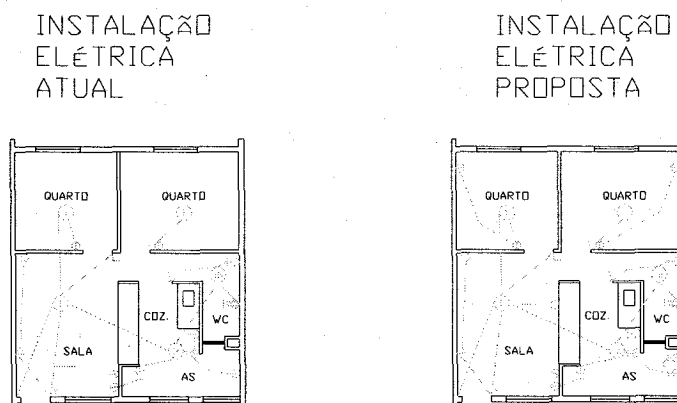 INSTALAÇÃO
ELÉTRICA
ATUAL
QUARTO QUARTO
COZ.
WC
SALA
AS
INSTALAÇÃO
ELÉTRICA
PROPOSTA
QUARTO QUARTO
COZ.
WC
SALA
AS